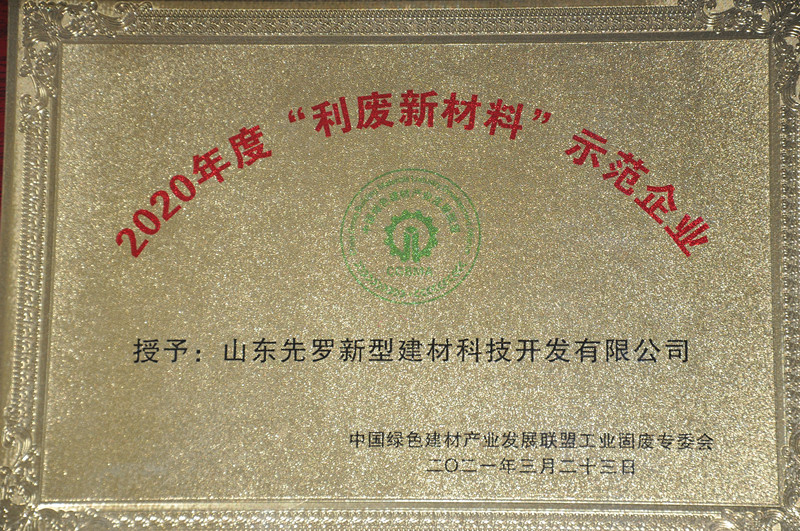 2020年度“利废新材料”示范企业
授予：山东先罗新型建材科技开发有限公司
中国绿色建材产业发展联盟工业固废专委会
二〇二一年三月二十三日